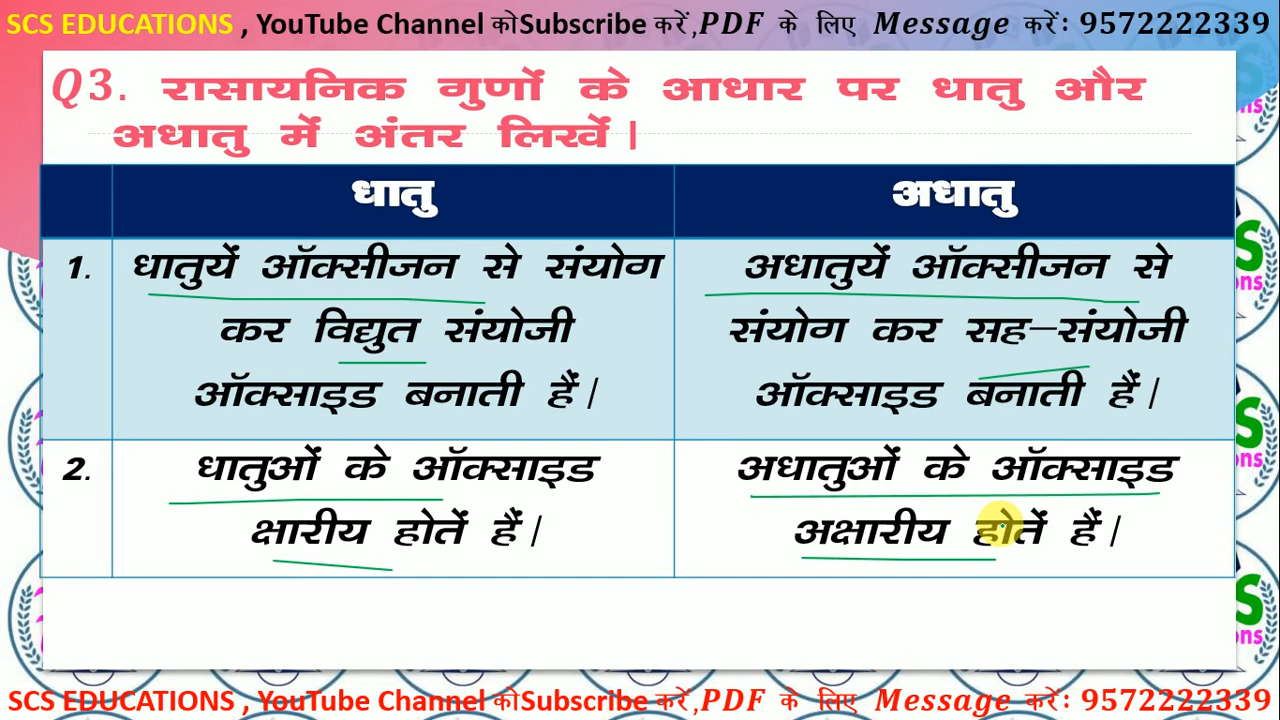 SCS EDUCATIONS , YouTube Channel कोSubscribe करें,PDF के लिए Message करें: 9572222339
Q3. रासायनिक गुणों के आधार पर धातु और
अधातु में अंतर लिखें।
धातु अधातु
1. धातुयें ऑक्सीजन से संयोग
कर विद्युत संयोजी
ऑक्साइड बनाती हैं।
अधातुयें ऑक्सीजन से
संयोग कर सह–संयोजी
ऑक्साइड बनाती हैं।
2. धातुओं के ऑक्साइड
क्षारीय होतें हैं।
अधातुओं के ऑक्साइड
अक्षारीय होतें हैं।
SCS EDUCATIONS , YouTube Channel कोSubscribe करें,PDF के लिए Message करें: 9572222339